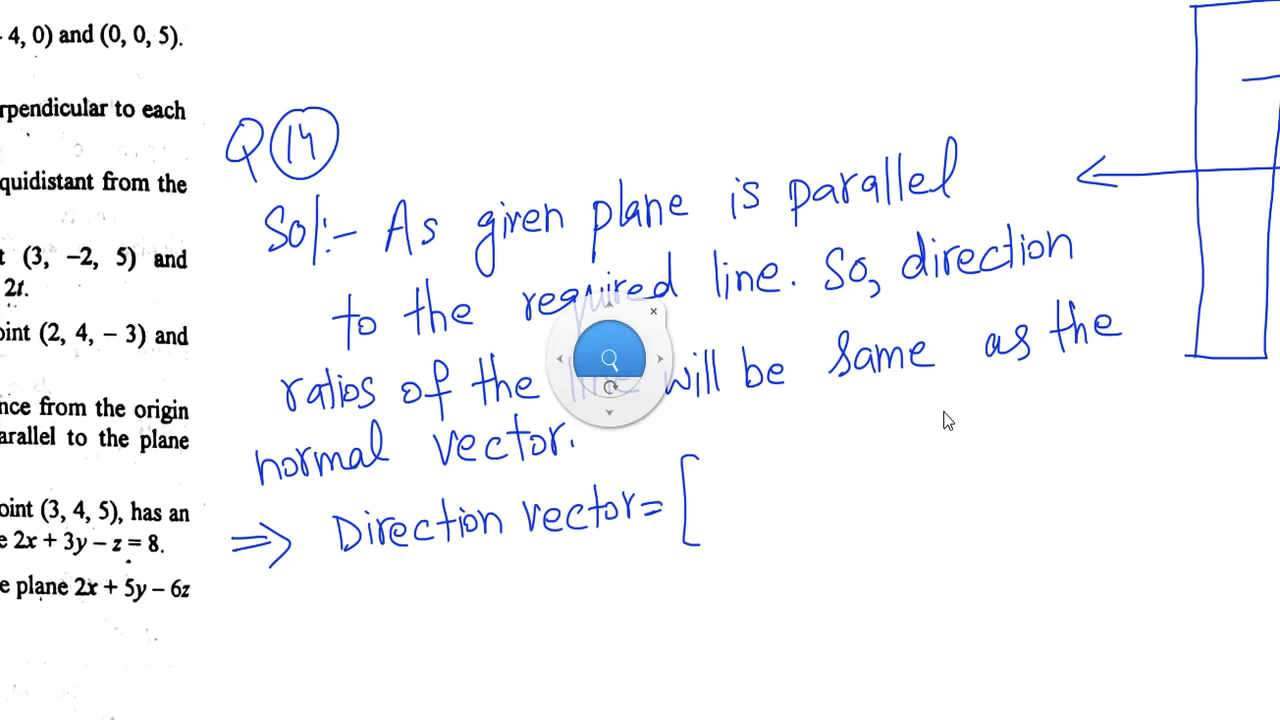 4, 0) and (0, 0, 5).
rpendicular to each
quidistant from the
t (3, −2, 5) and
2t.
oint (2, 4, − 3) and
nce from the origin
arallel to the plane
oint (3, 4, 5), has an
e 2x + 3y − z = 8.
e plane 2x + 5y − 6z
Q 14
Sol:- As given plane is parallel
to the required line. So, direction
ratios of the line will be same as the
normal vector.
⇒ Direction vector = [